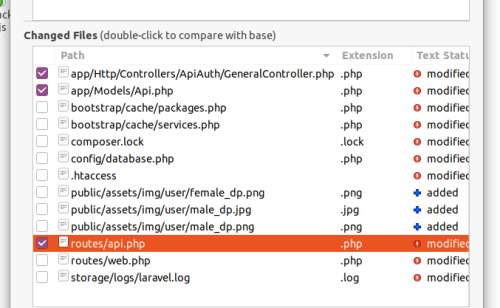 js
Changed Files (double-click to compare with base)
Path Extension Text Statu
app/Http/Controllers/ApiAuth/GeneralController.php .php modified
app/Models/Api.php .php modified
bootstrap/cache/packages.php .php modified
bootstrap/cache/services.php .php modified
composer.lock .lock modified
config/database.php .php modified
.htaccess modified
public/assets/img/user/female_dp.png .png added
public/assets/img/user/male_dp.jpg .jpg added
public/assets/img/user/male_dp.png .png added
routes/api.php .php modified
routes/web.php .php modified
storage/logs/laravel.log .log modified